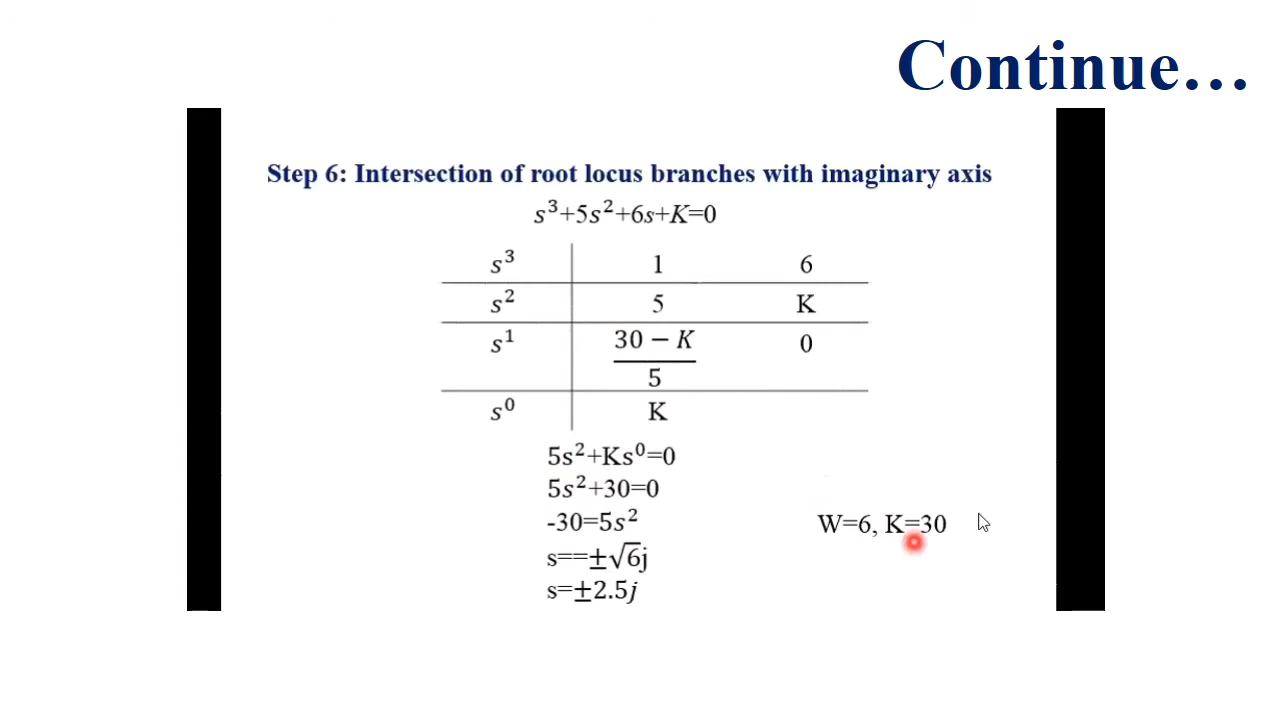 Continue…
Step 6: Intersection of root locus branches with imaginary axis
s³+5s²+6s+K=0
s³ 1 6
s² 5 K
s¹ 30 − K 0
5
s⁰ K
5s²+Ks⁰=0
5s²+30=0
-30=5s²
W=6, K=30
s==±√6j
s=±2.5j